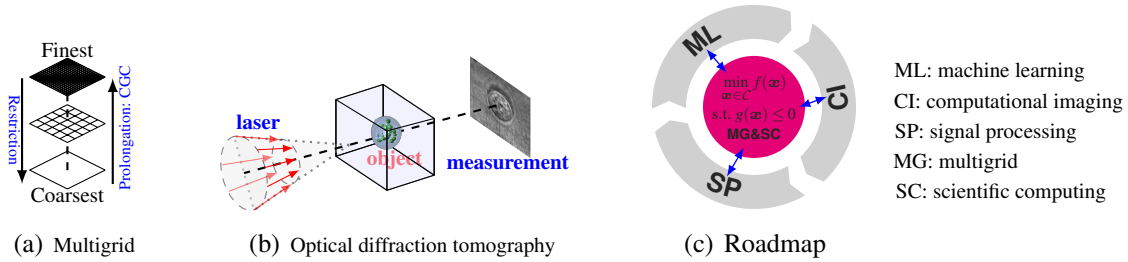 Finest
Restriction
Prolongation: CGC
Coarsest
(a) Multigrid
laser
object
measurement
(b) Optical diffraction tomography
ML
CI
SP
min f(x)
x∈C
s.t. g(x) ≤ 0
MG&SC
(c) Roadmap
ML: machine learning
CI: computational imaging
SP: signal processing
MG: multigrid
SC: scientific computing